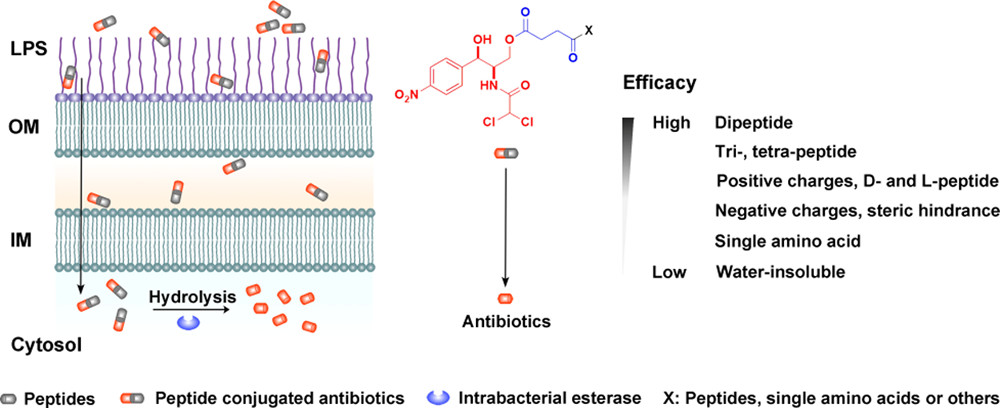 LPS
OM
IM
Hydrolysis
Cytosol
OH
O
O
X
O
O₂N
HN
O
Cl Cl
Antibiotics
Efficacy
High Dipeptide
Tri-, tetra-peptide
Positive charges, D- and L-peptide
Negative charges, steric hindrance
Single amino acid
Low Water-insoluble
Peptides Peptide conjugated antibiotics Intrabacterial esterase X: Peptides, single amino acids or others